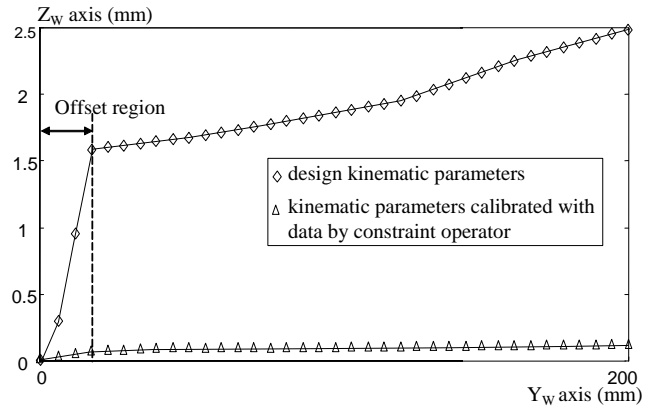 Z_W axis (mm)
2.5
2
Offset region
1.5
design kinematic parameters
kinematic parameters calibrated with
data by constraint operator
1
0.5
0
0
200
Y_W axis (mm)